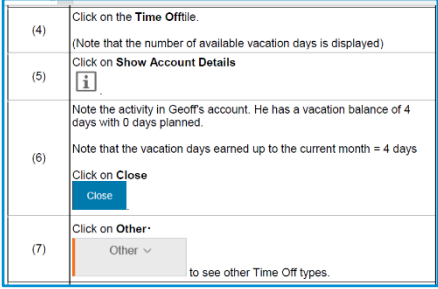 (4)
Click on the Time Offtile.
(Note that the number of available vacation days is displayed)
(5)
Click on Show Account Details
i
.
(6)
Note the activity in Geoff's account. He has a vacation balance of 4
days with 0 days planned.
Note that the vacation days earned up to the current month = 4 days
Click on Close
Close
.
(7)
Click on Other·
Other
to see other Time Off types.